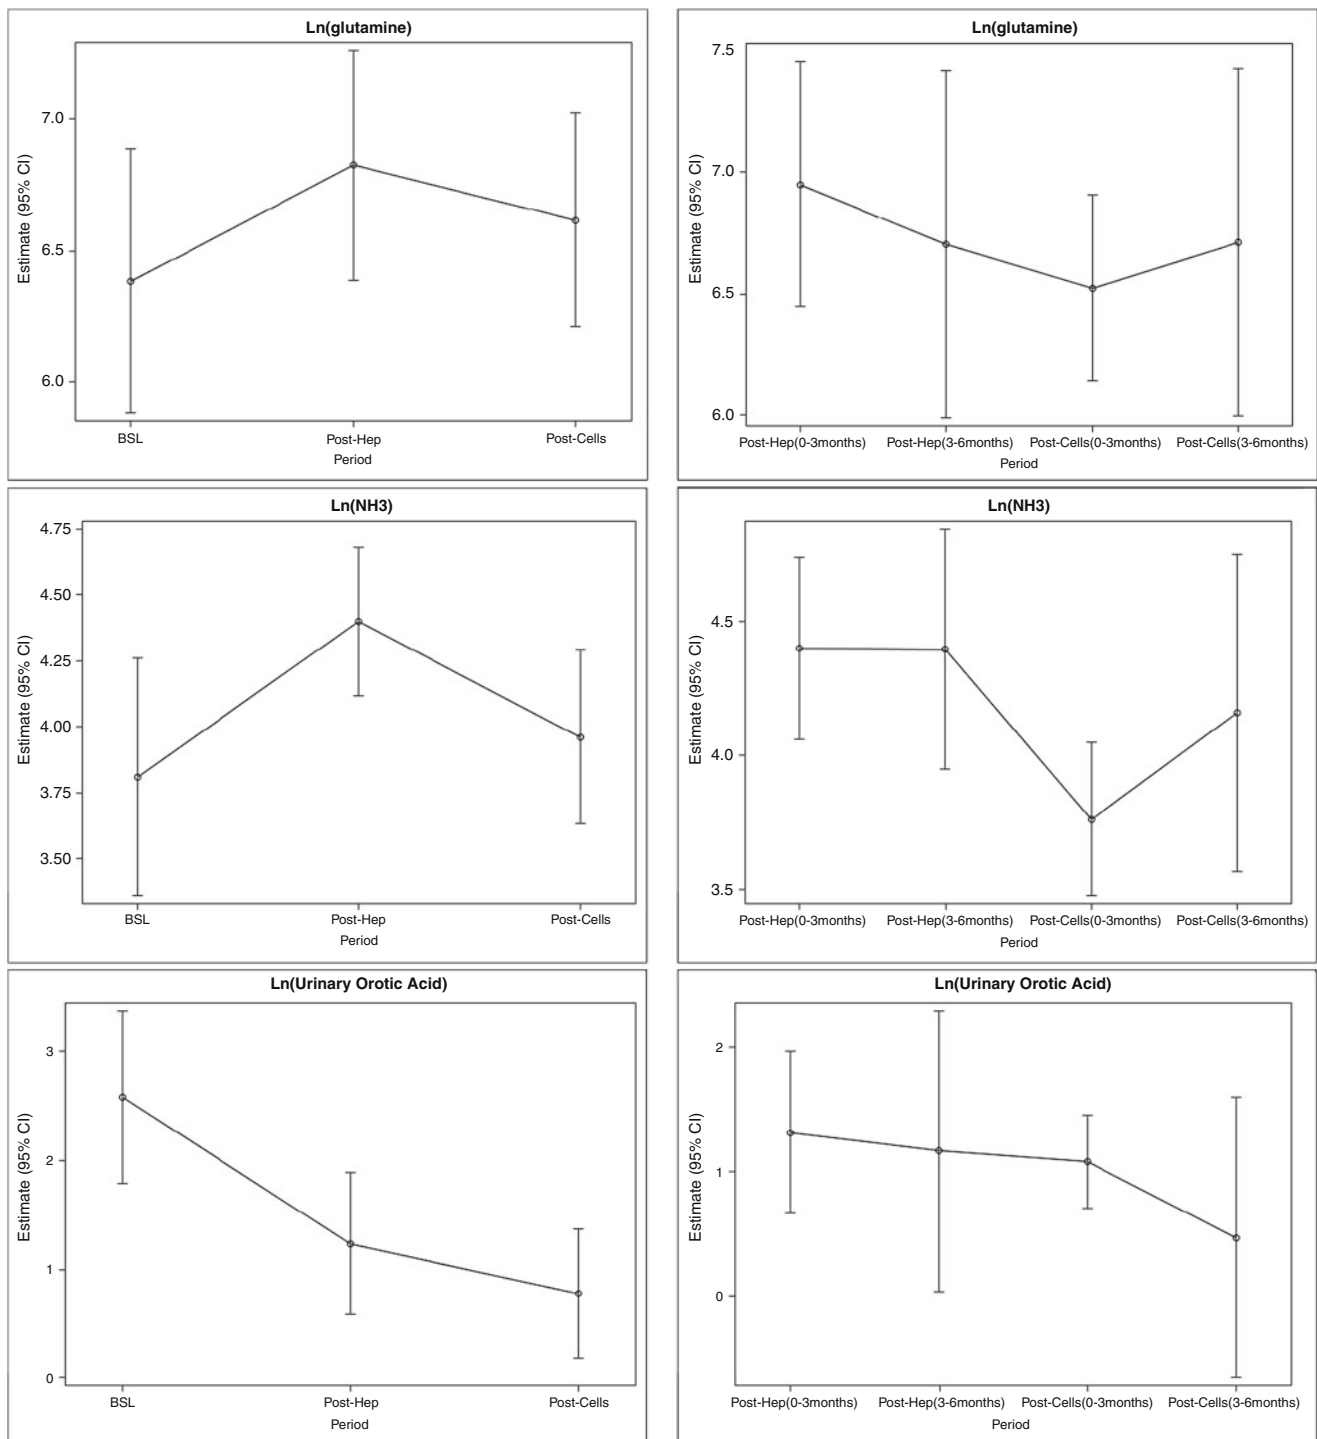 Ln(glutamine)
Estimate (95% CI)
7.0
6.5
6.0
BSL Post-Hep Post-Cells
Period
Ln(glutamine)
Estimate (95% CI)
7.5
7.0
6.5
6.0
Post-Hep(0-3months) Post-Hep(3-6months) Post-Cells(0-3months) Post-Cells(3-6months)
Period
Ln(NH3)
Estimate (95% CI)
4.75
4.50
4.25
4.00
3.75
3.50
BSL Post-Hep Post-Cells
Period
Ln(NH3)
Estimate (95% CI)
4.5
4.0
3.5
Post-Hep(0-3months) Post-Hep(3-6months) Post-Cells(0-3months) Post-Cells(3-6months)
Period
Ln(Urinary Orotic Acid)
Estimate (95% CI)
3
2
1
0
BSL Post-Hep Post-Cells
Period
Ln(Urinary Orotic Acid)
Estimate (95% CI)
2
1
0
Post-Hep(0-3months) Post-Hep(3-6months) Post-Cells(0-3months) Post-Cells(3-6months)
Period